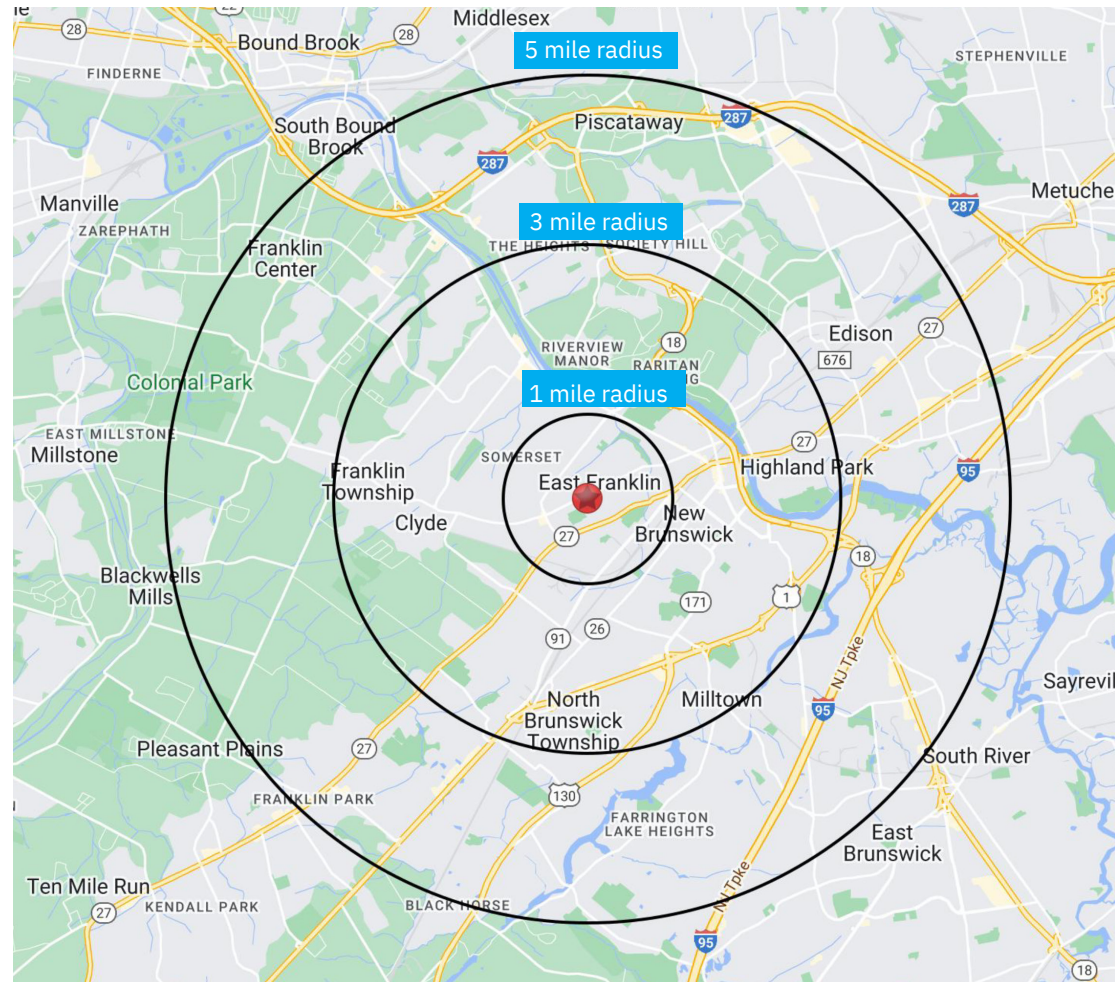 Middlesex
22
28
Bound Brook
28
5 mile radius
STEPHENVILLE
FINDERNE
287
South Bound
Brook
Piscataway
287
Metuche
Manville
287
ZAREPHATH
3 mile radius
Franklin
Center
THE HEIGHTS
SOCIETY HILL
27
Edison
18
RIVERVIEW
MANOR
676
RARITAN
Colonial Park
1 mile radius
EAST MILLSTONE
Millstone
27
SOMERSET
Highland Park
95
Franklin
Township
East Franklin
Clyde
New
Brunswick
27
18
Blackwells
Mills
171
1
91
26
NJ Tpke
Sayrevil
North
Brunswick
Township
Milltown
95
Pleasant Plains
27
South River
FRANKLIN PARK
130
FARRINGTON
LAKE HEIGHTS
East
Brunswick
Ten Mile Run
27
KENDALL PARK
BLACK HORSE
NJ Tpke
95
18